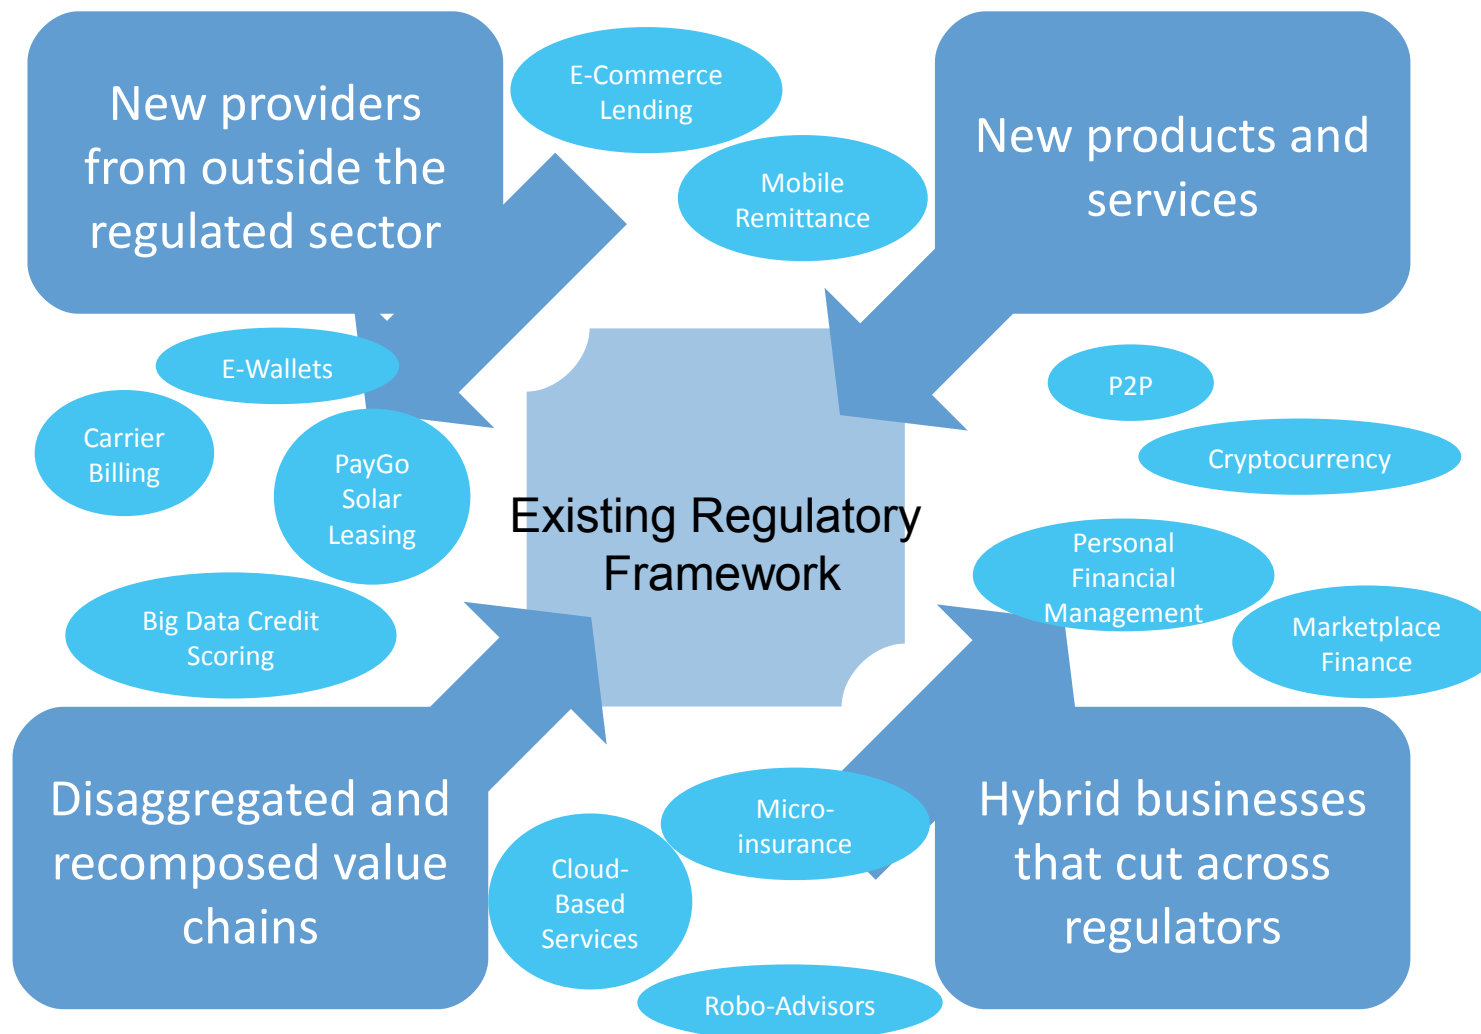 New providers
from outside the
regulated sector
E-Commerce
Lending
Mobile
Remittance
New products and
services
E-Wallets
Carrier
Billing
PayGo
Solar
Leasing
Big Data Credit
Scoring
Existing Regulatory
Framework
P2P
Cryptocurrency
Personal
Financial
Management
Marketplace
Finance
Disaggregated and
recomposed value
chains
Micro-
insurance
Cloud-
Based
Services
Robo-Advisors
Hybrid businesses
that cut across
regulators